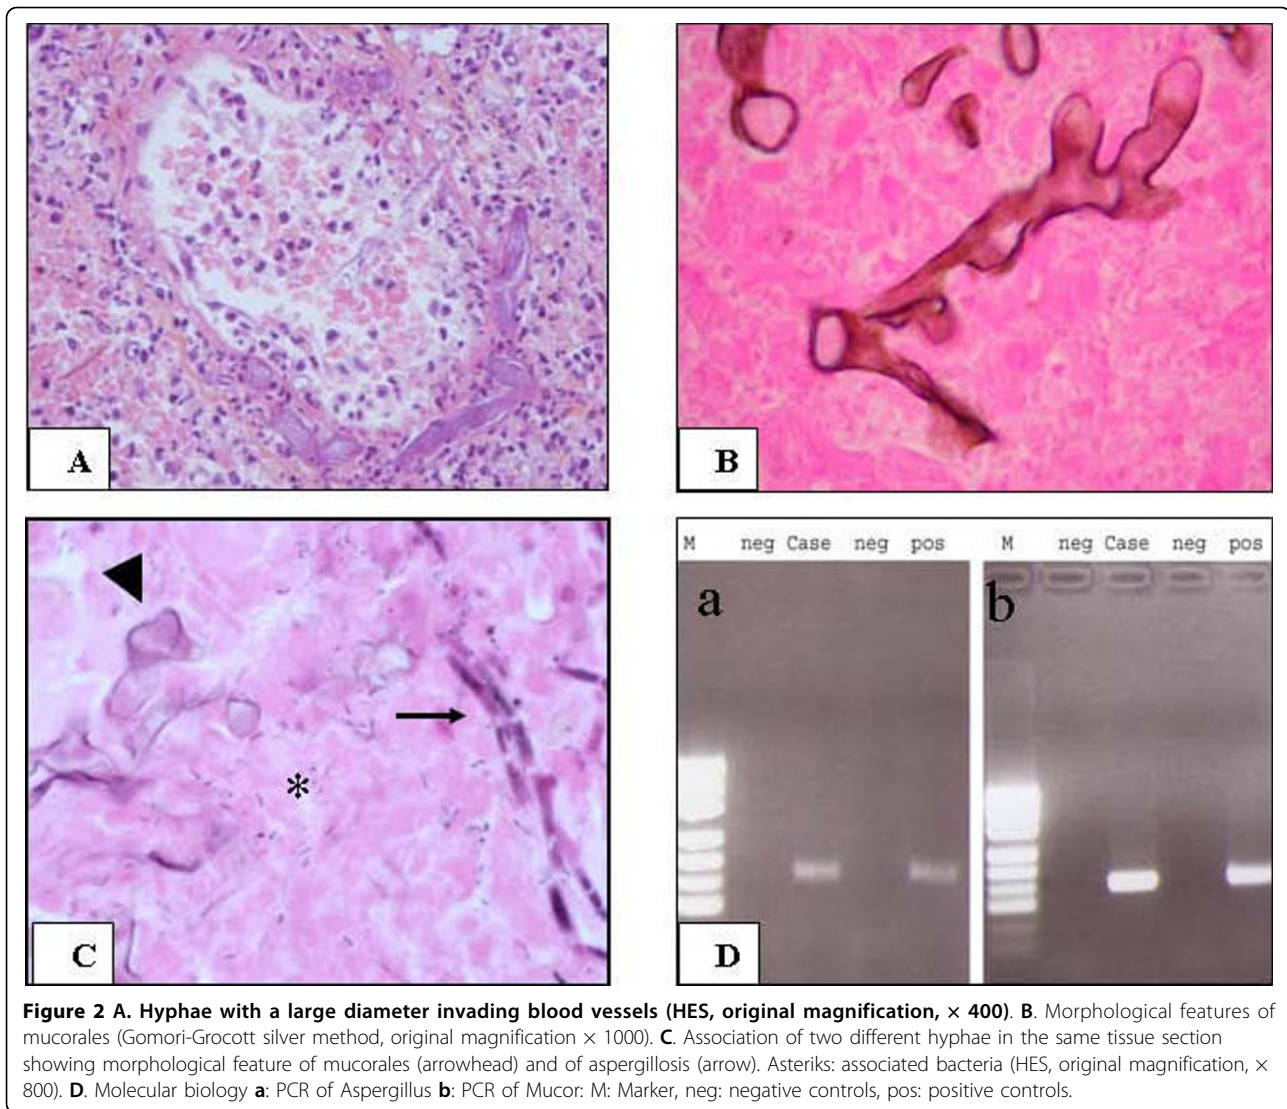 A
B
C
M neg Case neg pos
a
M neg Case neg pos
b
D
Figure 2 A. Hyphae with a large diameter invading blood vessels (HES, original magnification, × 400). B. Morphological features of
mucorales (Gomori-Grocott silver method, original magnification × 1000). C. Association of two different hyphae in the same tissue section
showing morphological feature of mucorales (arrowhead) and of aspergillosis (arrow). Asteriks: associated bacteria (HES, original magnification, ×
800). D. Molecular biology a: PCR of Aspergillus b: PCR of Mucor: M: Marker, neg: negative controls, pos: positive controls.